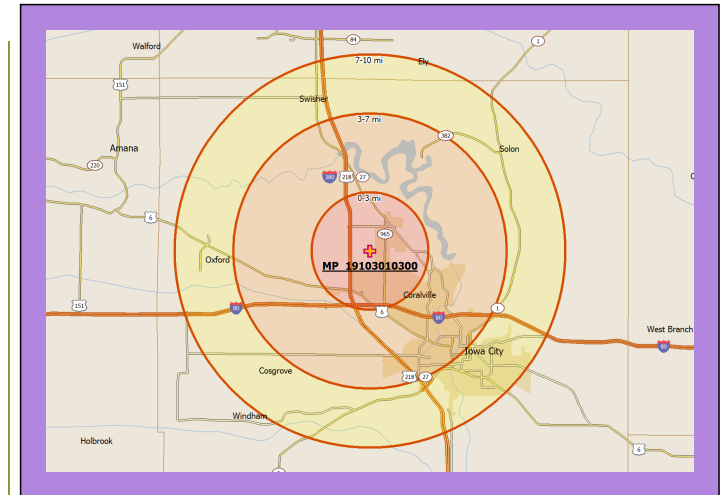 84
1
Walford
7-10 mi
Ely
151
Swisher
3-7 mi
382
Amana
Solon
220
380
218
27
0-3 mi
6
965
Oxford
MP 19103010300
Coralville
151
80
6
80
1
West Branch
80
Iowa City
Cosgrove
218
27
Windham
Holbrook
6